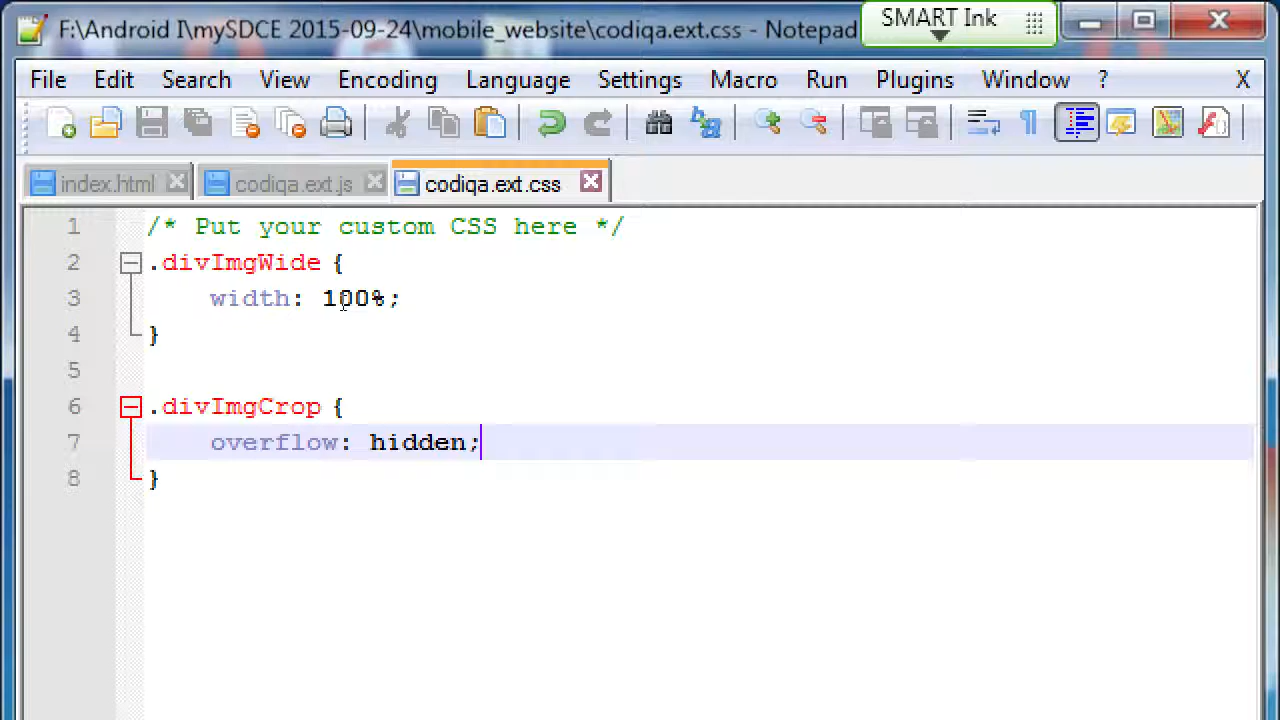 F:\Android I\mySDCE 2015-09-24\mobile_website\codiqa.ext.css - Notepad
SMART Ink
File Edit Search View Encoding Language Settings Macro Run Plugins Window ? X
index.html codiqa.ext.js codiqa.ext.css
1 /* Put your custom CSS here */
2 .divImgWide {
3 width: 100%;
4 }
5
6 .divImgCrop {
7 overflow: hidden;
8 }